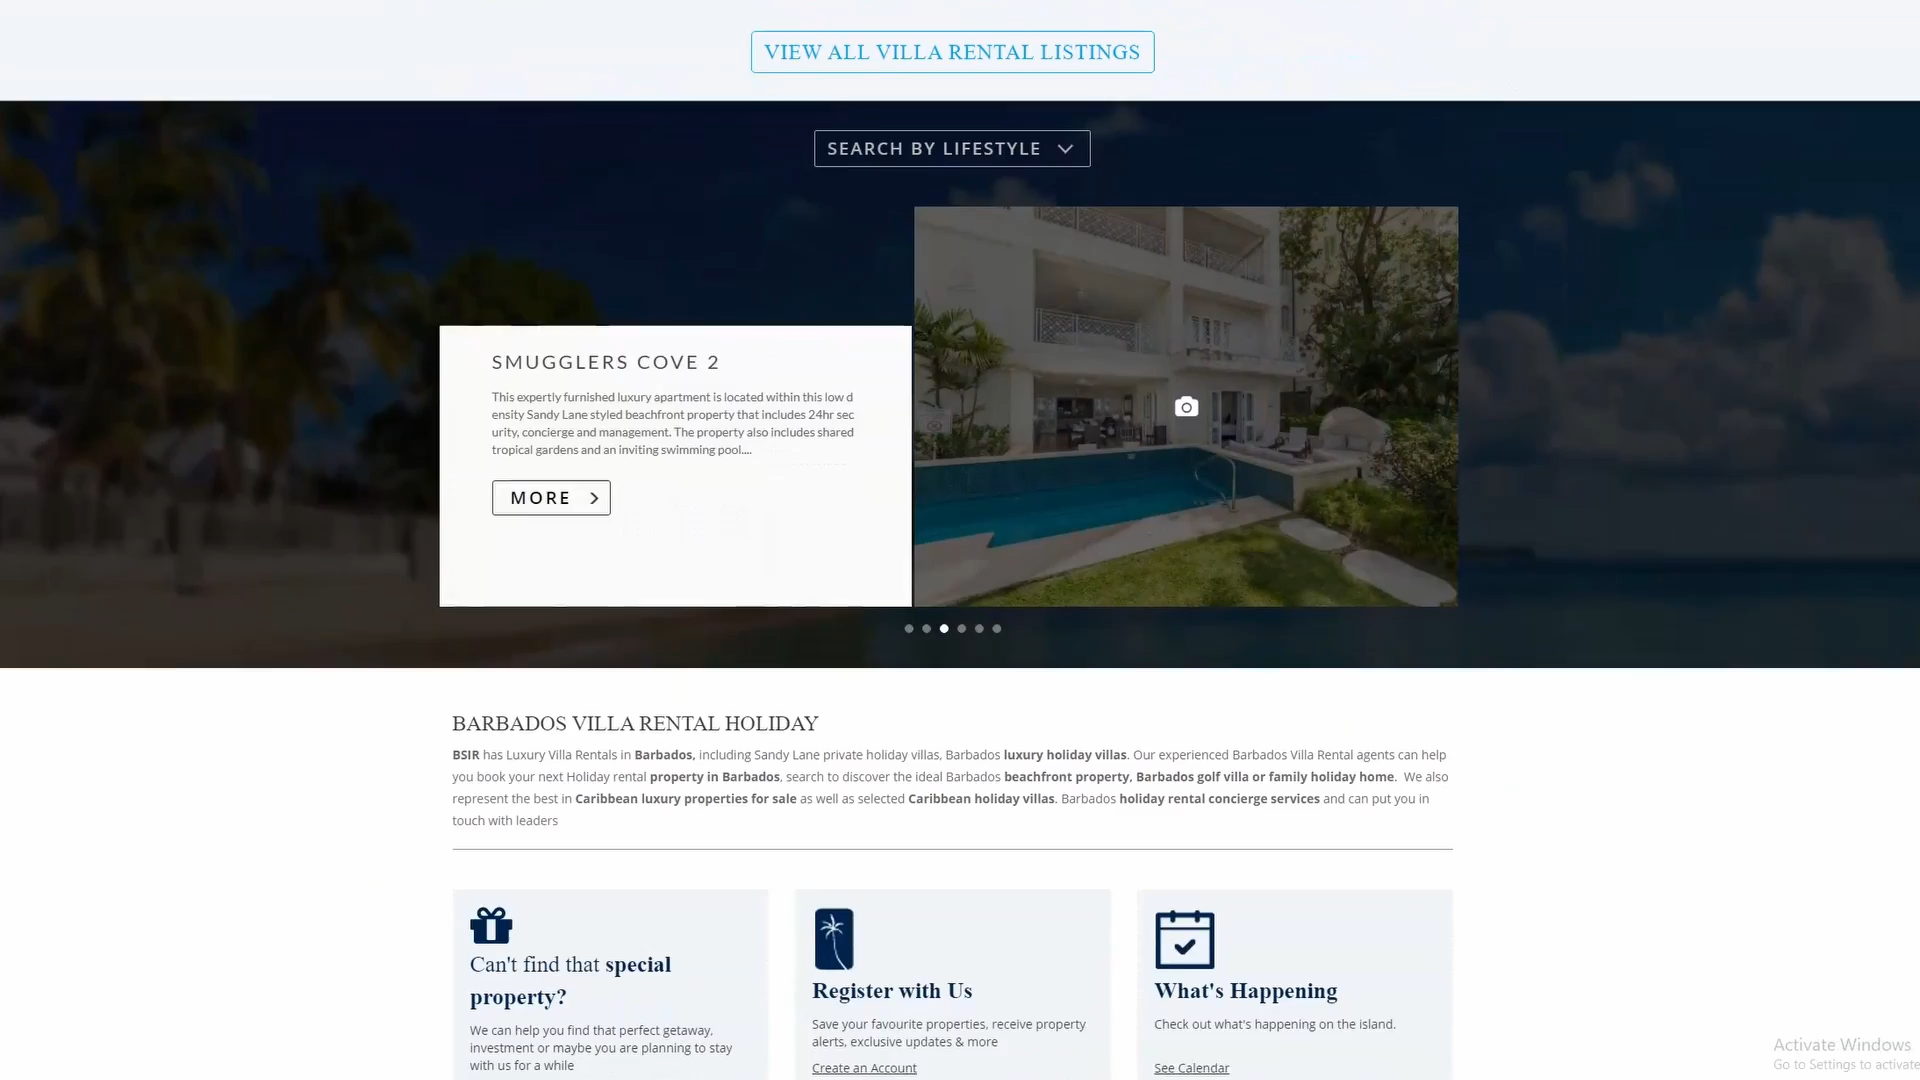 VIEW ALL VILLA RENTAL LISTINGS
SEARCH BY LIFESTYLE
SMUGGLERS COVE 2
This expertly furnished luxury apartment is located within this low d
ensity Sandy Lane styled beachfront property that includes 24hr sec
urity, concierge and management. The property also includes shared
tropical gardens and an inviting swimming pool....
MORE
BARBADOS VILLA RENTAL HOLIDAY
BSIR has Luxury Villa Rentals in Barbados, including Sandy Lane private holiday villas, Barbados luxury holiday villas. Our experienced Barbados Villa Rental agents can help
you book your next Holiday rental property in Barbados, search to discover the ideal Barbados beachfront property, Barbados golf villa or family holiday home. We also
represent the best in Caribbean luxury properties for sale as well as selected Caribbean holiday villas. Barbados holiday rental concierge services and can put you in
touch with leaders
Can't find that special
property?
We can help you find that perfect getaway,
investment or maybe you are planning to stay
with us for a while
Register with Us
Save your favourite properties, receive property
alerts, exclusive updates & more
Create an Account
What's Happening
Check out what's happening on the island.
See Calendar
Activate Windows
Go to Settings to activate